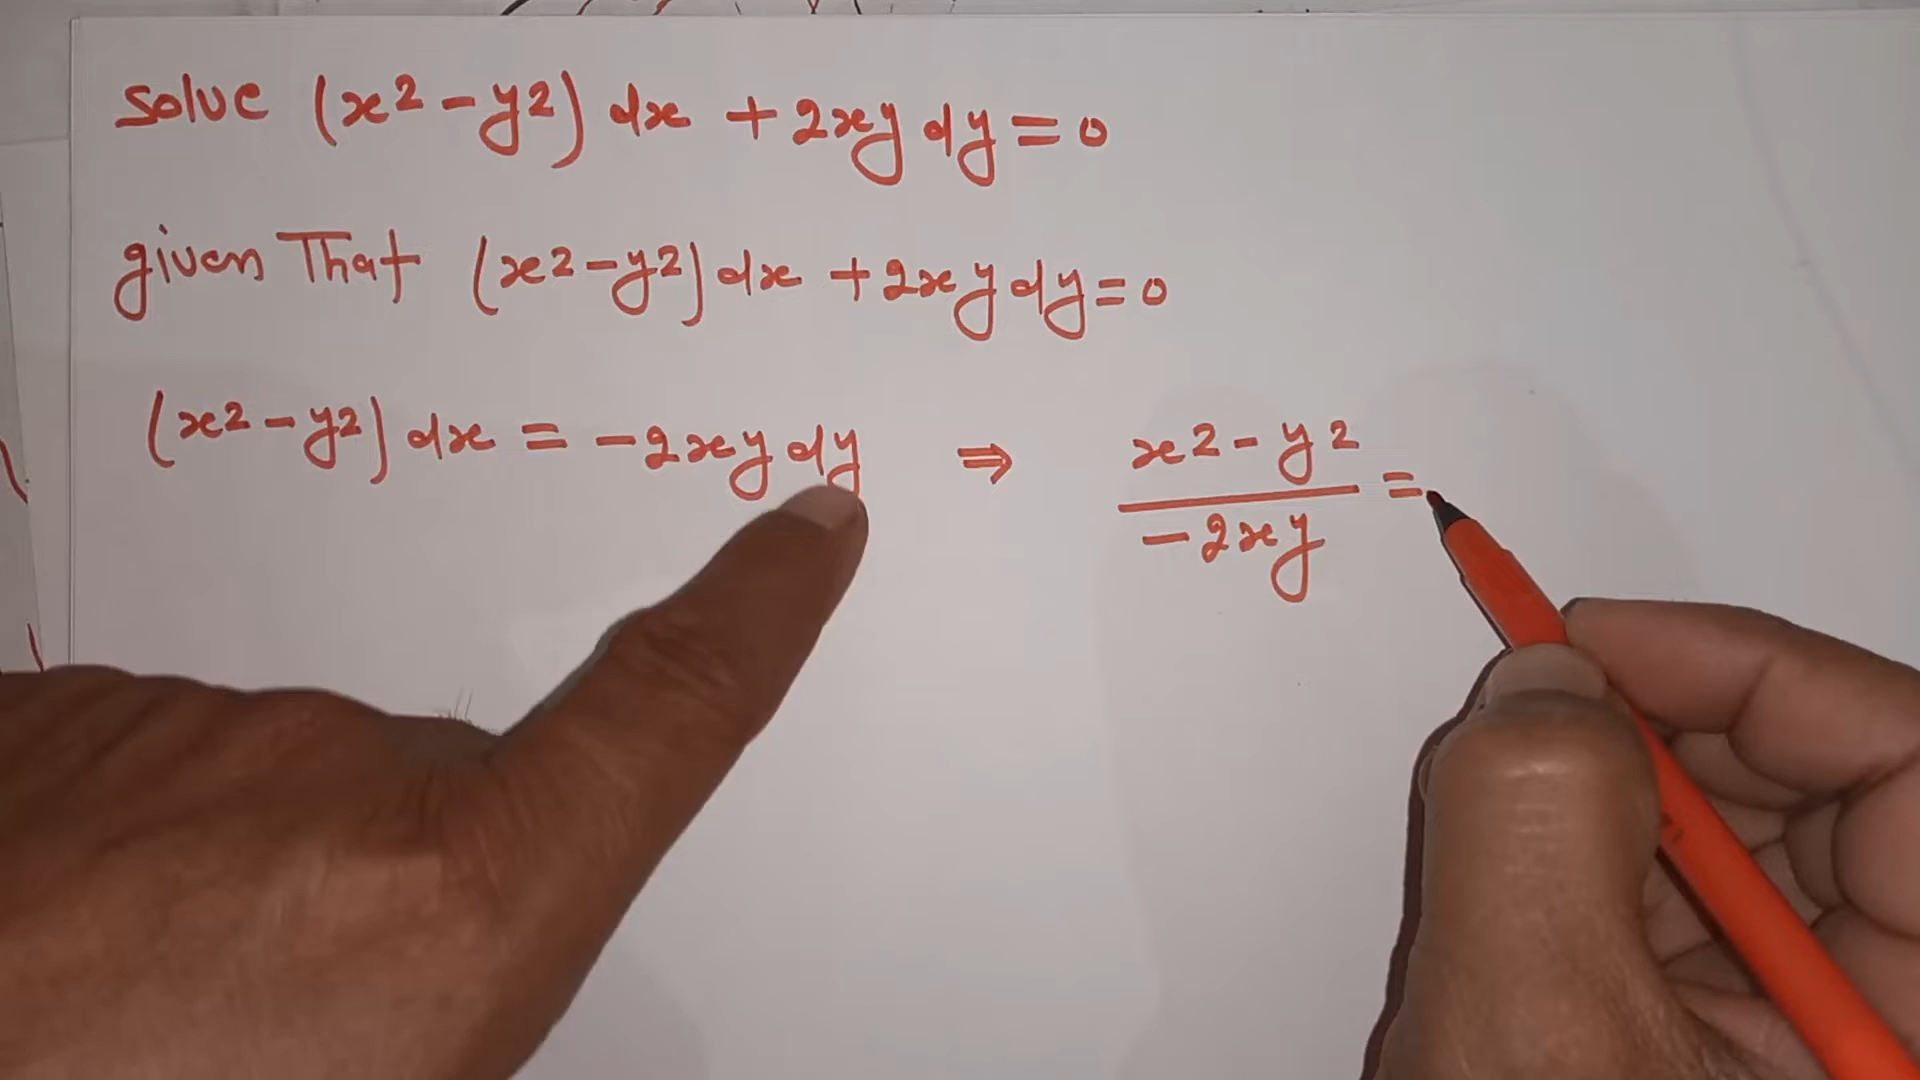 solve (x2-y2) dx + 2xy dy = 0
given That (x2-y2) dx + 2xy dy = 0
(x2-y2) dx = -2xy dy ⇒ x2-y2 / -2xy =